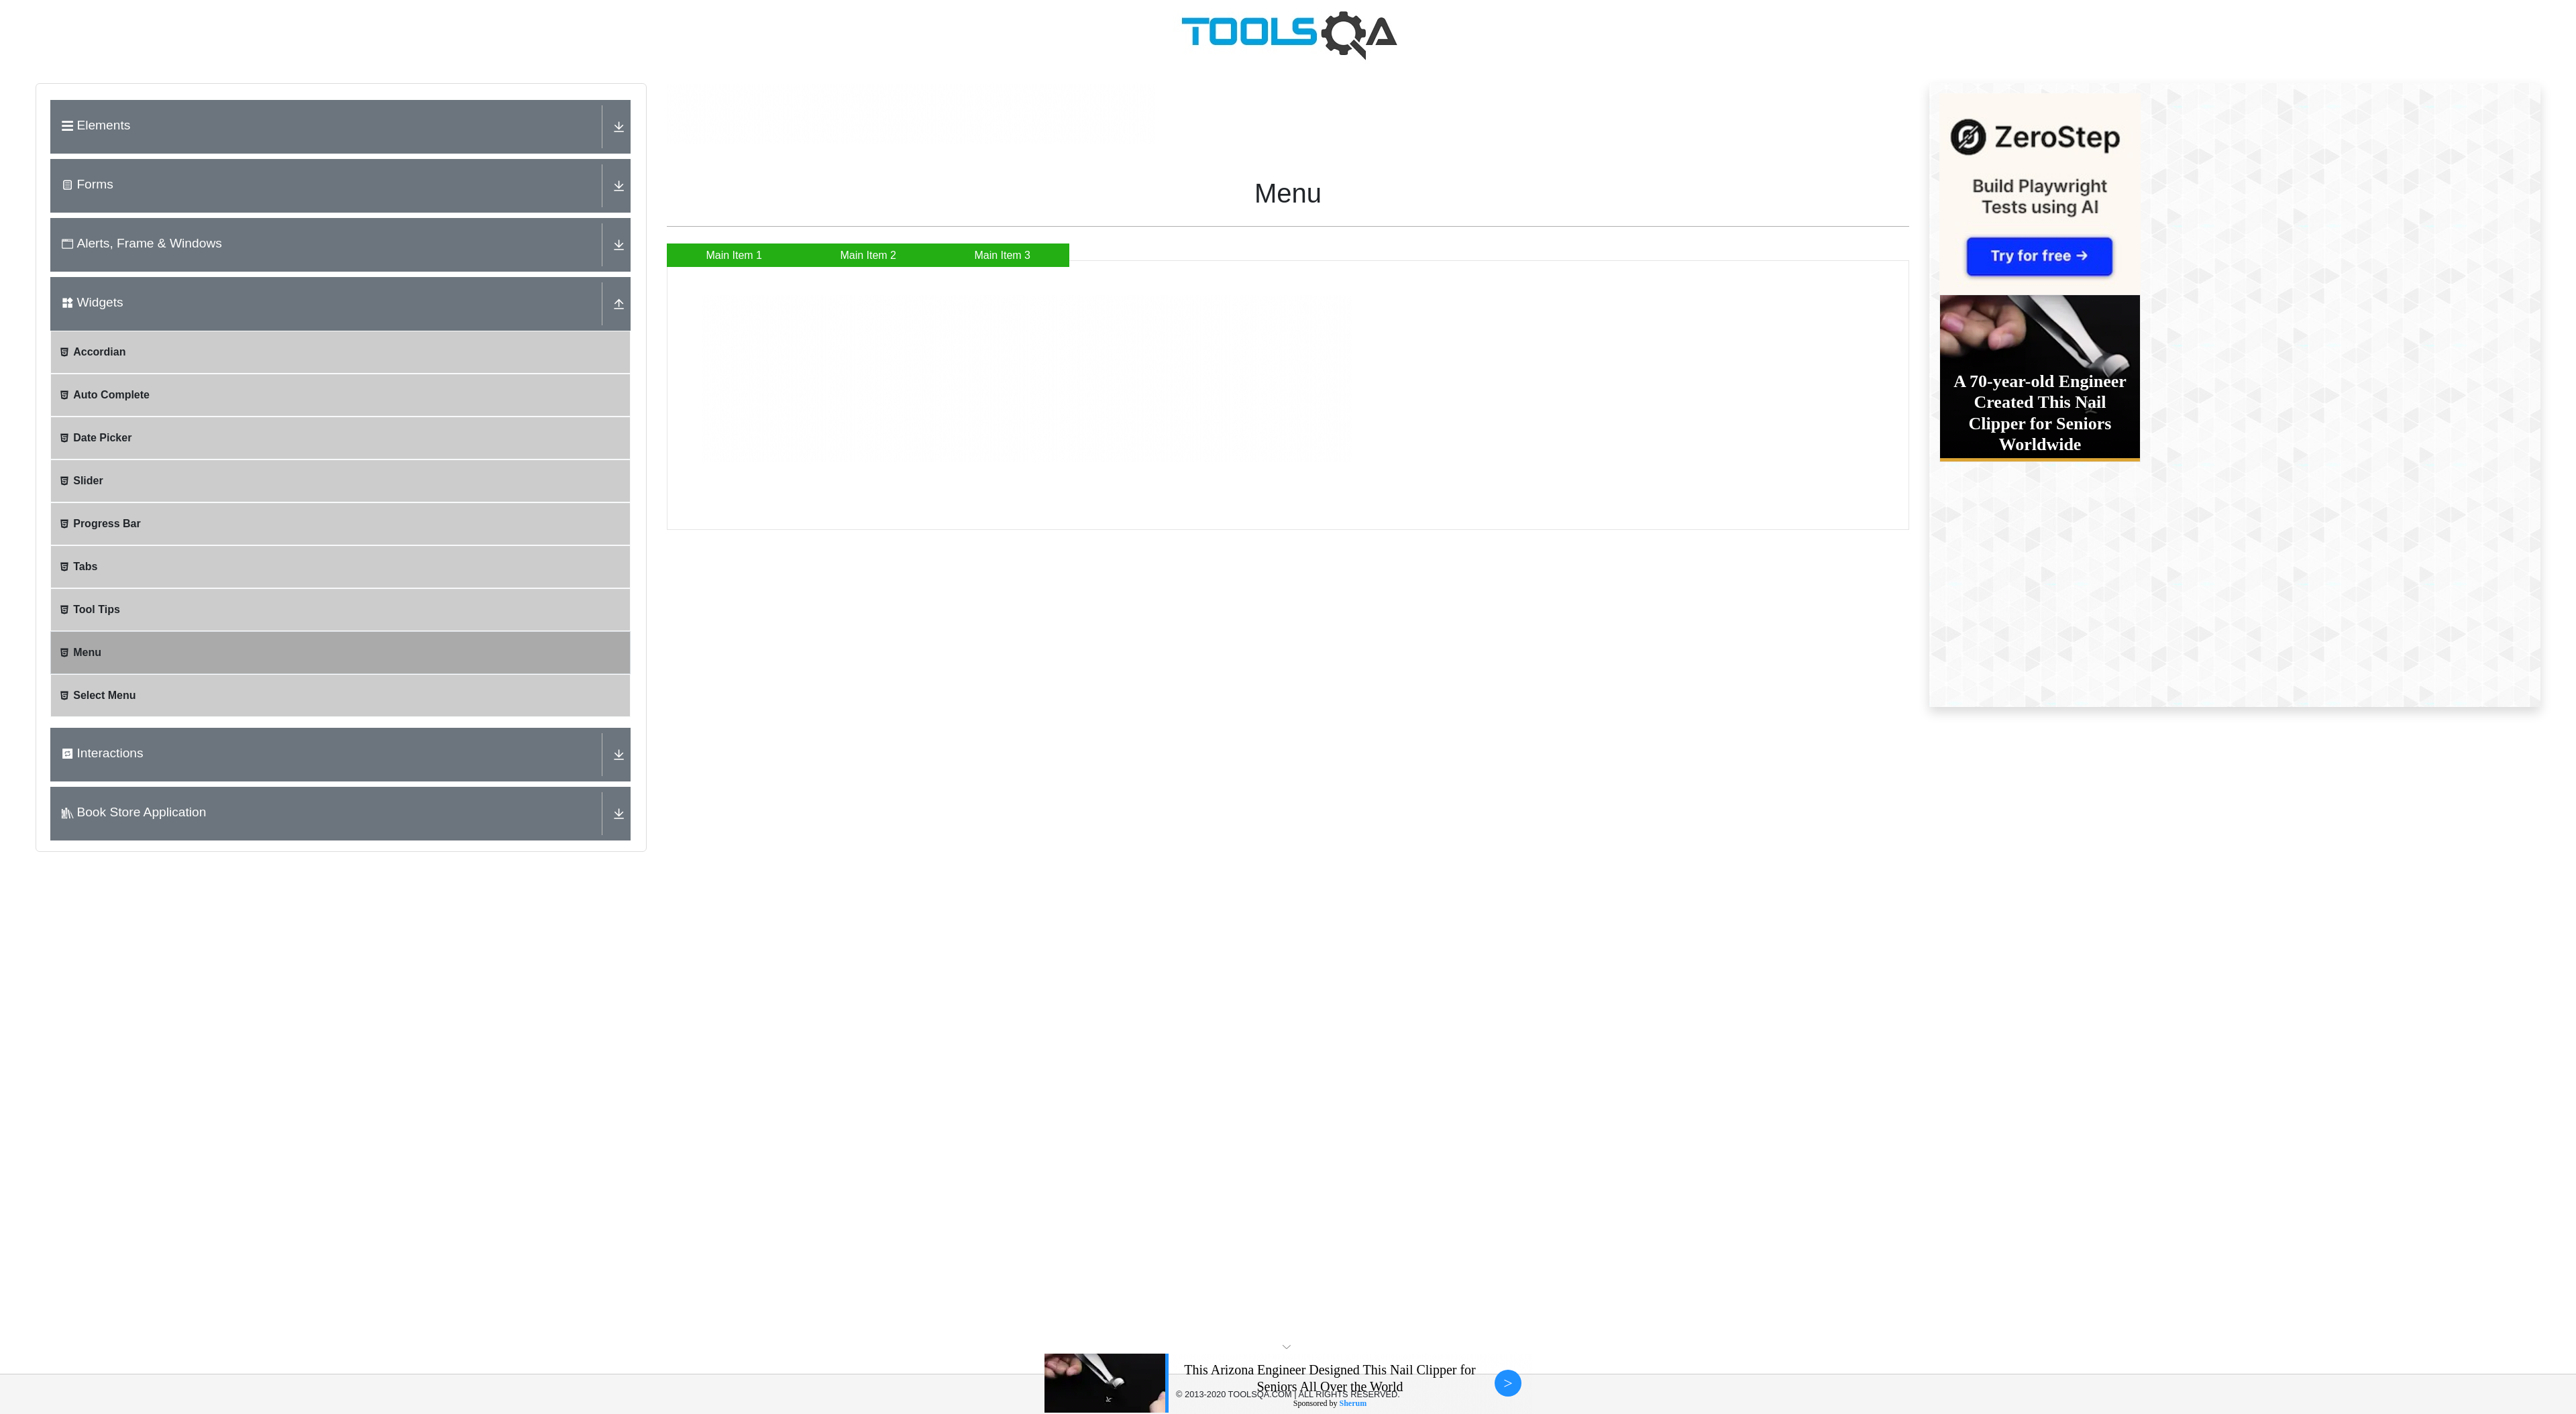 TOOLSQA
Elements
Forms
Alerts, Frame & Windows
Widgets
Accordian
Auto Complete
Date Picker
Slider
Progress Bar
Tabs
Tool Tips
Menu
Select Menu
Interactions
Book Store Application
Menu
Main Item 1
Main Item 2
Main Item 3
ZeroStep
Build Playwright
Tests using AI
Try for free →
A 70-year-old Engineer
Created This Nail
Clipper for Seniors
Worldwide
This Arizona Engineer Designed This Nail Clipper for
Seniors All Over the World
© 2013-2020 TOOLSQA.COM | ALL RIGHTS RESERVED.
Sponsored by Sherum
>